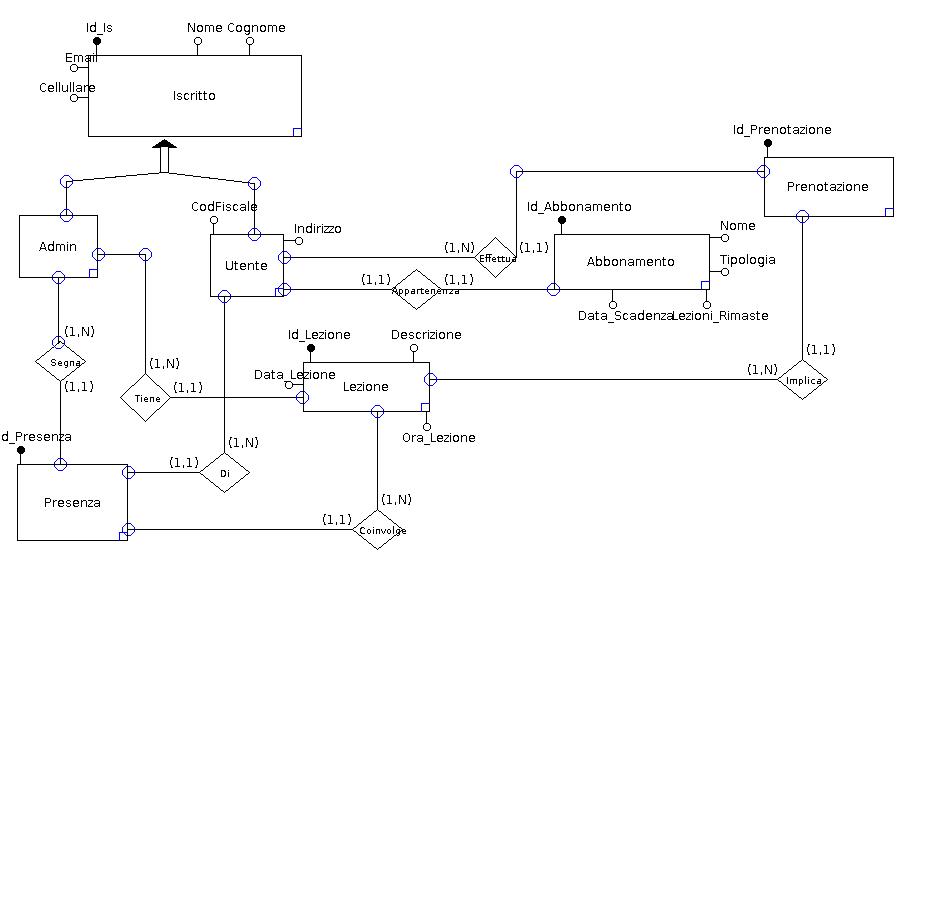 Id_Is
Nome Cognome
Email
Cellullare
Iscritto
Id_Prenotazione
Prenotazione
CodFiscale
Id_Abbonamento
Indirizzo
Nome
Admin
(1,N)
Effettua
(1,1)
Utente
Abbonamento
Tipologia
(1,1)
Appartenenza
(1,1)
Data_Scadenza
Lezioni_Rimaste
(1,N)
Id_Lezione
Descrizione
Segna
(1,N)
(1,1)
(1,1)
(1,1)
Data_Lezione
Lezione
(1,N)
Implica
Tiene
Ora_Lezione
d_Presenza
(1,N)
(1,1)
Di
Presenza
(1,N)
(1,1)
Coinvolge